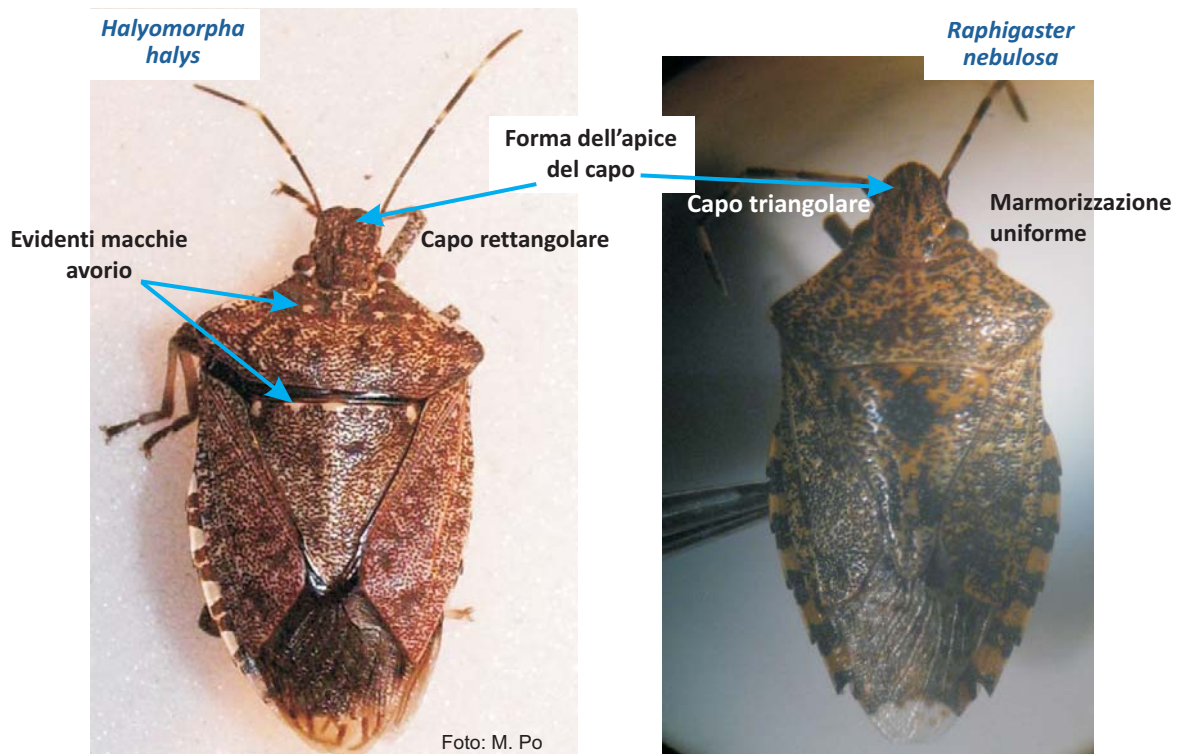 Halyomorpha
halys
Raphigaster
nebulosa
Forma dell’apice
del capo
Capo triangolare
Marmorizzazione
uniforme
Evidenti macchie
avorio
Capo rettangolare
Foto: M. Po